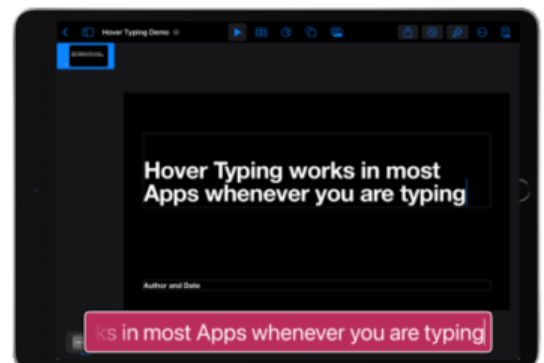 Hover Typing Demo
Hover Typing works in most
Apps whenever you are typing
Author and Date
ks in most Apps whenever you are typing